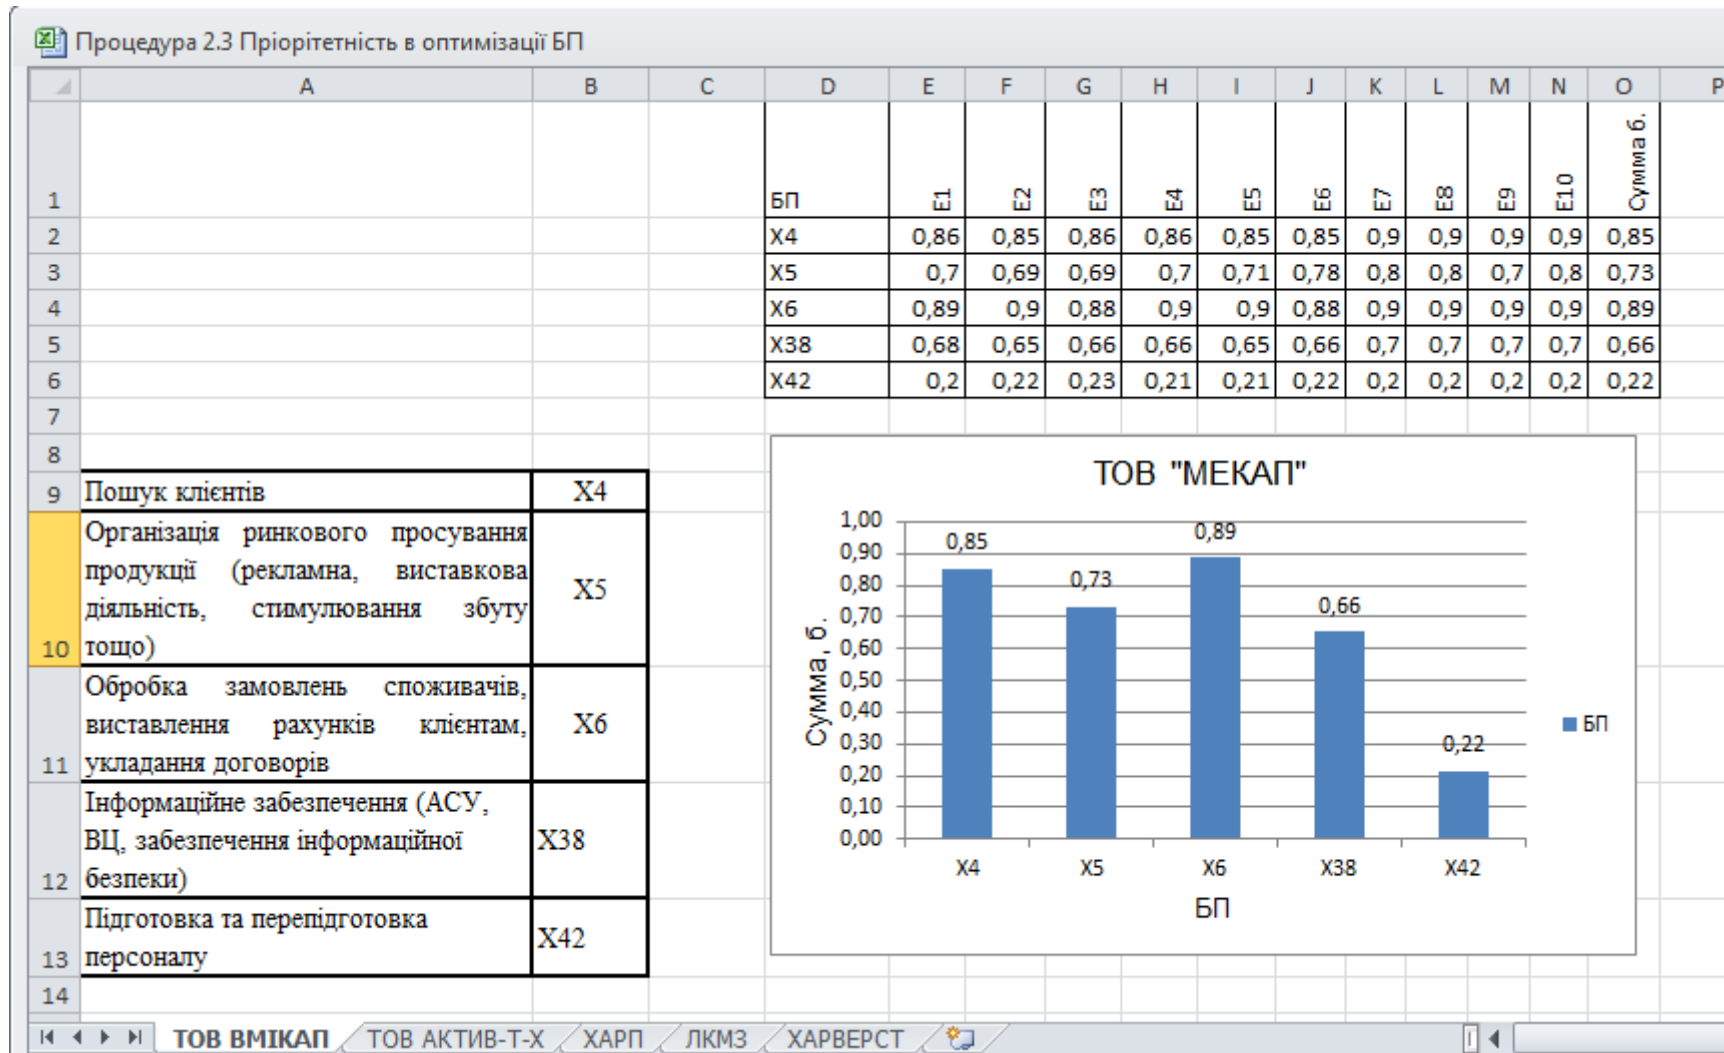 Процедура 2.3 Пріорітетність в оптимізації БП
A B C D E F G H I J K L M N O P
1 БП E1 E2 E3 E4 E5 E6 E7 E8 E9 E10 Сумма б.
2 X4 0,86 0,85 0,86 0,86 0,85 0,85 0,9 0,9 0,9 0,9 0,85
3 X5 0,7 0,69 0,69 0,7 0,71 0,78 0,8 0,8 0,7 0,8 0,73
4 X6 0,89 0,9 0,88 0,9 0,9 0,88 0,9 0,9 0,9 0,9 0,89
5 X38 0,68 0,65 0,66 0,66 0,65 0,66 0,7 0,7 0,7 0,7 0,66
6 X42 0,2 0,22 0,23 0,21 0,21 0,22 0,2 0,2 0,2 0,2 0,22
7
8
9 Пошук клієнтів X4
Організація ринкового просування
продукції (рекламна, виставкова
діяльність, стимулювання збуту X5
10 тощо)
Обробка замовлень споживачів,
виставлення рахунків клієнтам, X6
11 укладання договорів
Інформаційне забезпечення (АСУ,
ВЦ, забезпечення інформаційної X38
12 безпеки)
Підготовка та перепідготовка X42
13 персоналу
14
ТОВ "МЕКАП"
Сумма, б.
1,00
0,90
0,80
0,70
0,60
0,50
0,40
0,30
0,20
0,10
0,00
0,85 0,73 0,89 0,66 0,22
X4 X5 X6 X38 X42
БП
БП
ТОВ ВМІКАП ТОВ АКТИВ-Т-Х ХАРП ЛКМЗ ХАРВЕРСТ